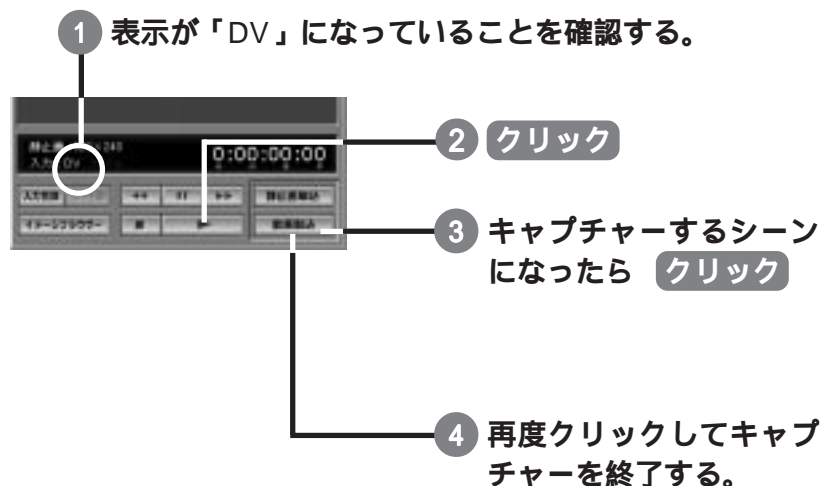 1 表示が「DV」になっていることを確認する。
入力 DV
0:00:00:00
2 クリック
3 キャプチャーするシーン
になったら クリック
4 再度クリックしてキャプ
チャーを終了する。